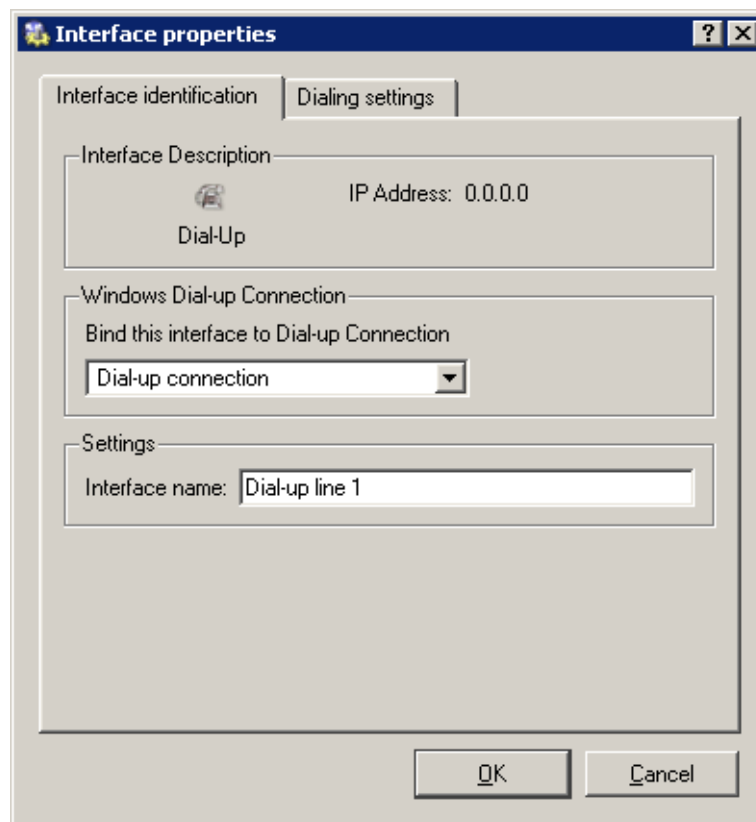 Interface properties
Interface identification Dialing settings
Interface Description
IP Address: 0.0.0.0
Dial-Up
Windows Dial-up Connection
Bind this interface to Dial-up Connection
Dial-up connection
Settings
Interface name: Dial-up line 1
OK Cancel